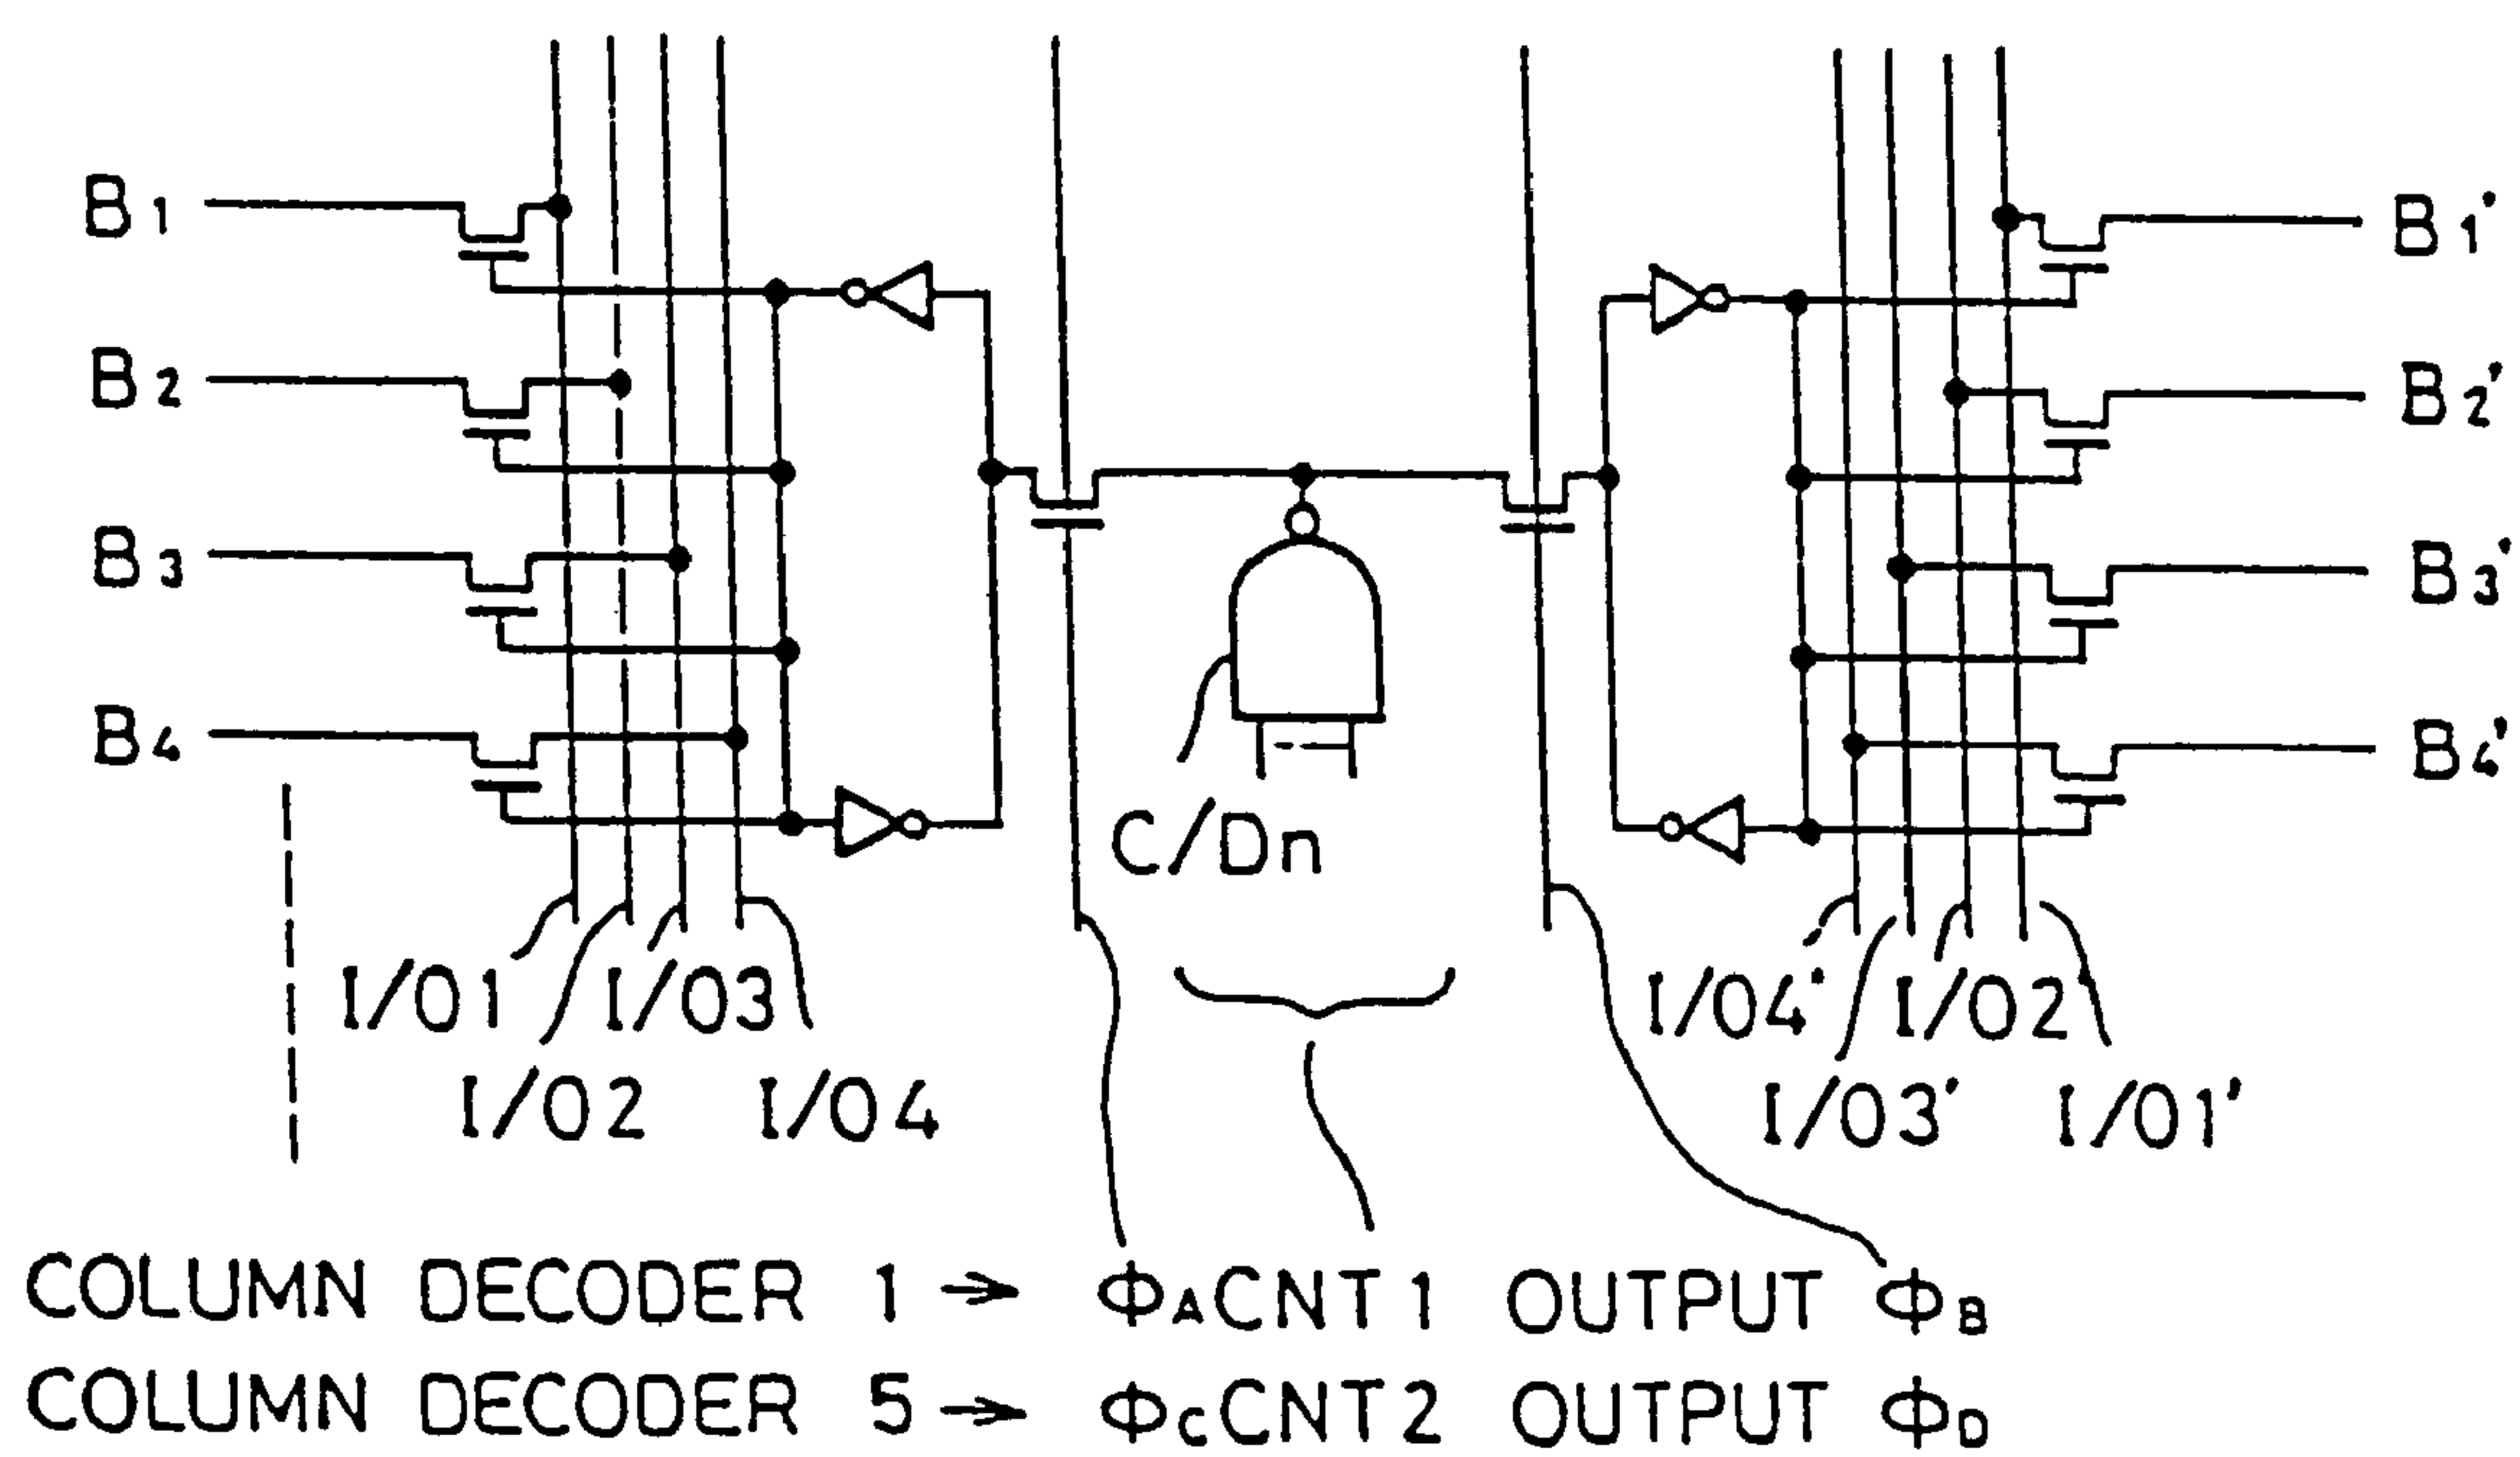 B1
B1'
B2
B2'
B3
B3'
B4
B4'
C/Dn
I/O1 I/O3
I/O4' I/O2
I/O2 I/O4
I/O3' I/O1'
COLUMN DECODER 1 → ΦACNT1 OUTPUT ΦB
COLUMN DECODER 5 → ΦCCNT2 OUTPUT ΦD